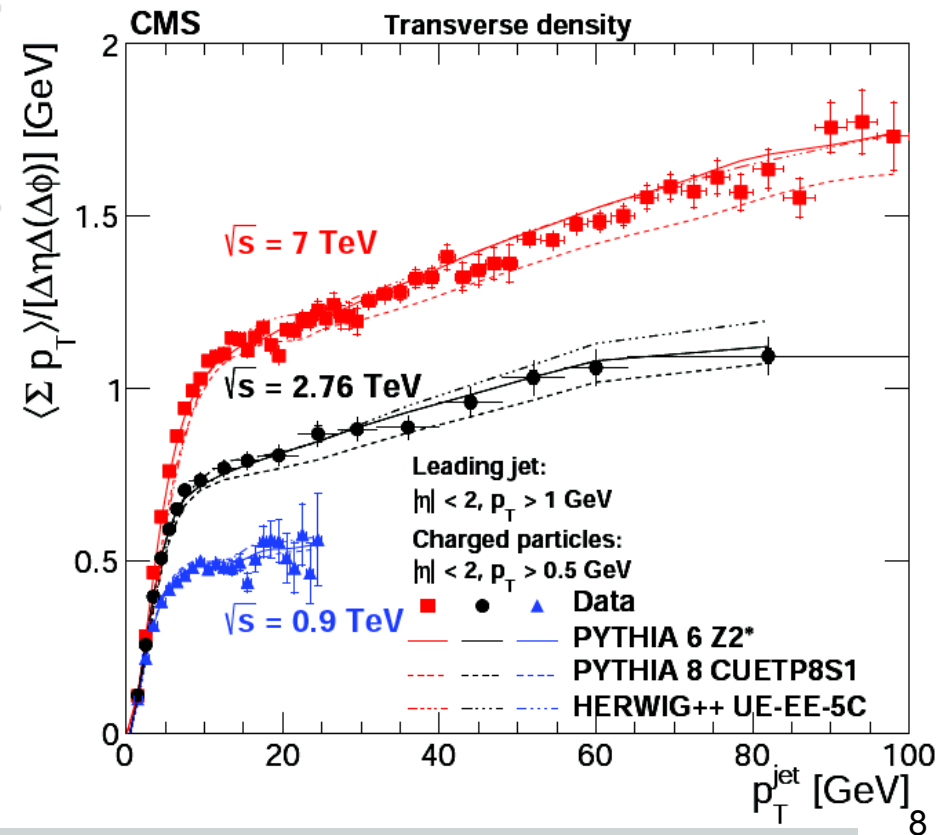 CMS Transverse density
⟨Σ p_T⟩/[ΔηΔ(Δϕ)] [GeV]
2
1.5
1
0.5
0
√s = 7 TeV
√s = 2.76 TeV
√s = 0.9 TeV
Leading jet:
|η| < 2, p_T > 1 GeV
Charged particles:
|η| < 2, p_T > 0.5 GeV
Data
PYTHIA 6 Z2*
PYTHIA 8 CUETP8S1
HERWIG++ UE-EE-5C
0 20 40 60 80 100
p_T^jet [GeV]
8